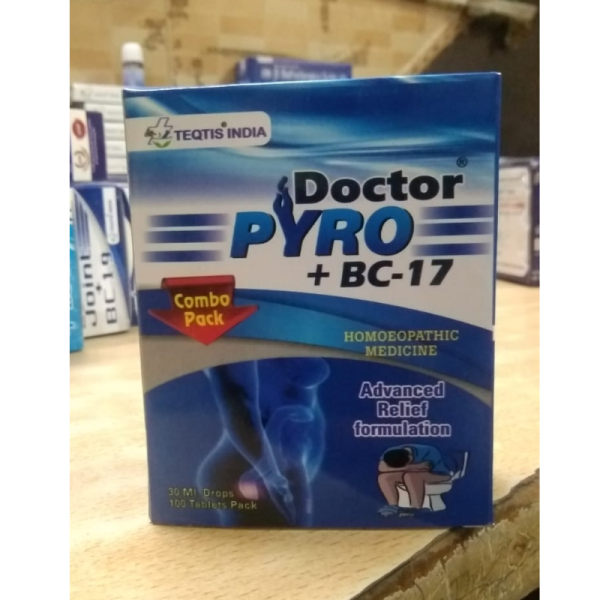 TEQTIS® INDIA
Doctor®
PYRO
+ BC-17
Combo
Pack
HOMOEOPATHIC
MEDICINE
Advanced
Relief
formulation
30 ML Drops
100 Tablets Pack
Joint
+
BC-19